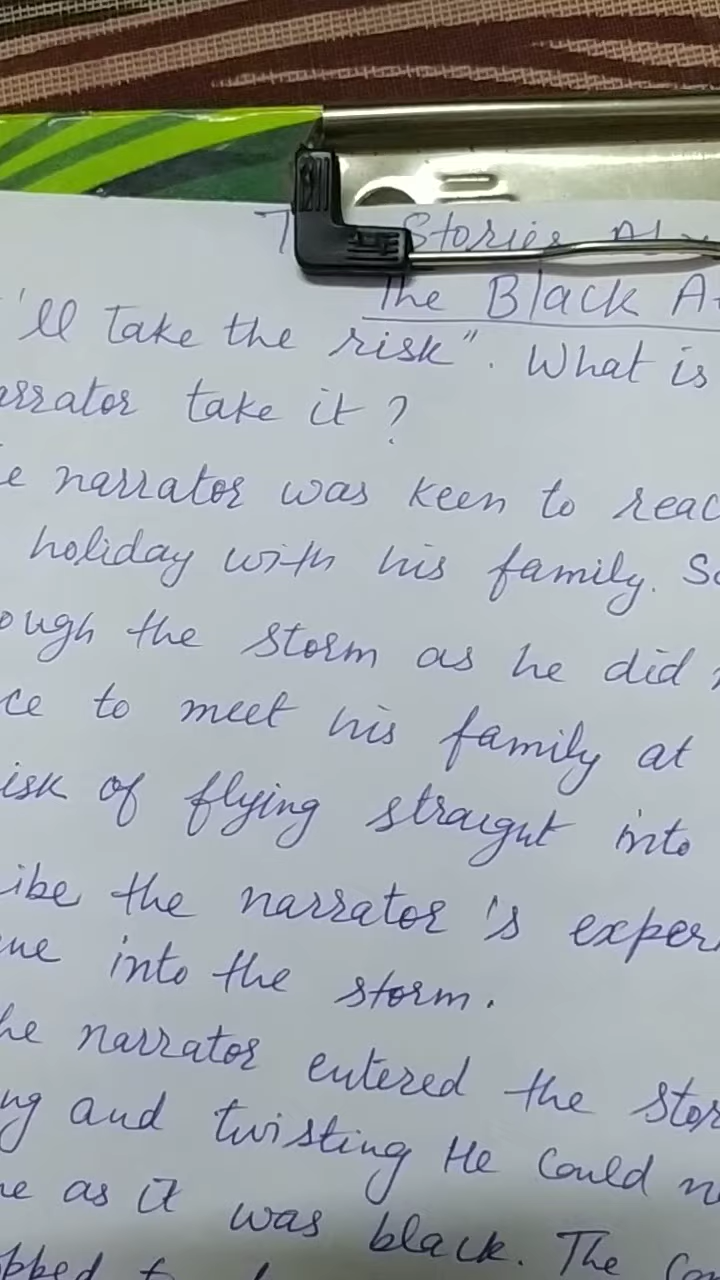 Stories
The Black A
'll take the risk". What is
arrator take it?
e narrator was keen to reac
holiday with his family. So
ough the storm as he did n
ce to meet his family at
isk of flying straight into
ibe the narrator's exper
into the storm.
he narrator entered the stor
ng and twisting He could n
ne as it was black. The